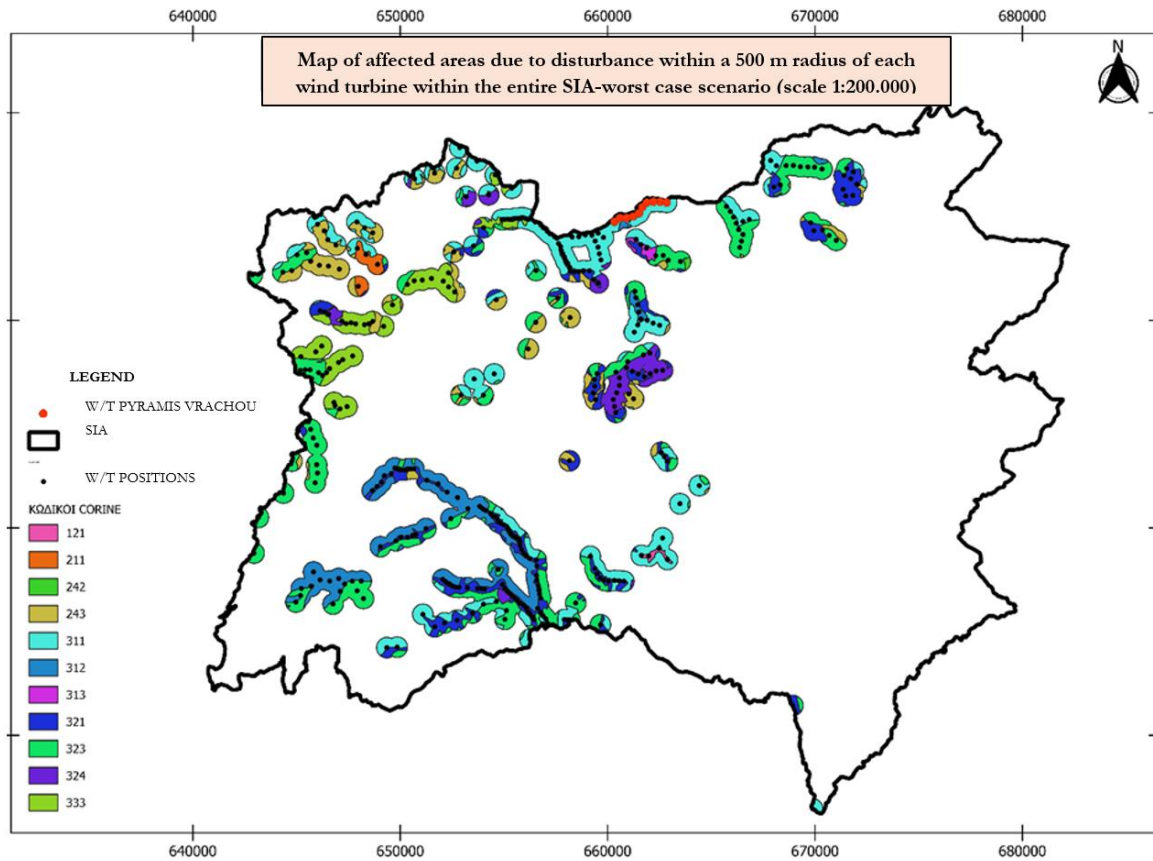 640000 650000 660000 670000 680000
Map of affected areas due to disturbance within a 500 m radius of each
wind turbine within the entire SIA-worst case scenario (scale 1:200.000)
N
LEGEND
W/T PYRAMIS VRACHOU
SIA
W/T POSITIONS
ΚΩΔΙΚΟΙ CORINE
121
211
242
243
311
312
313
321
323
324
333
640000 650000 660000 670000 680000